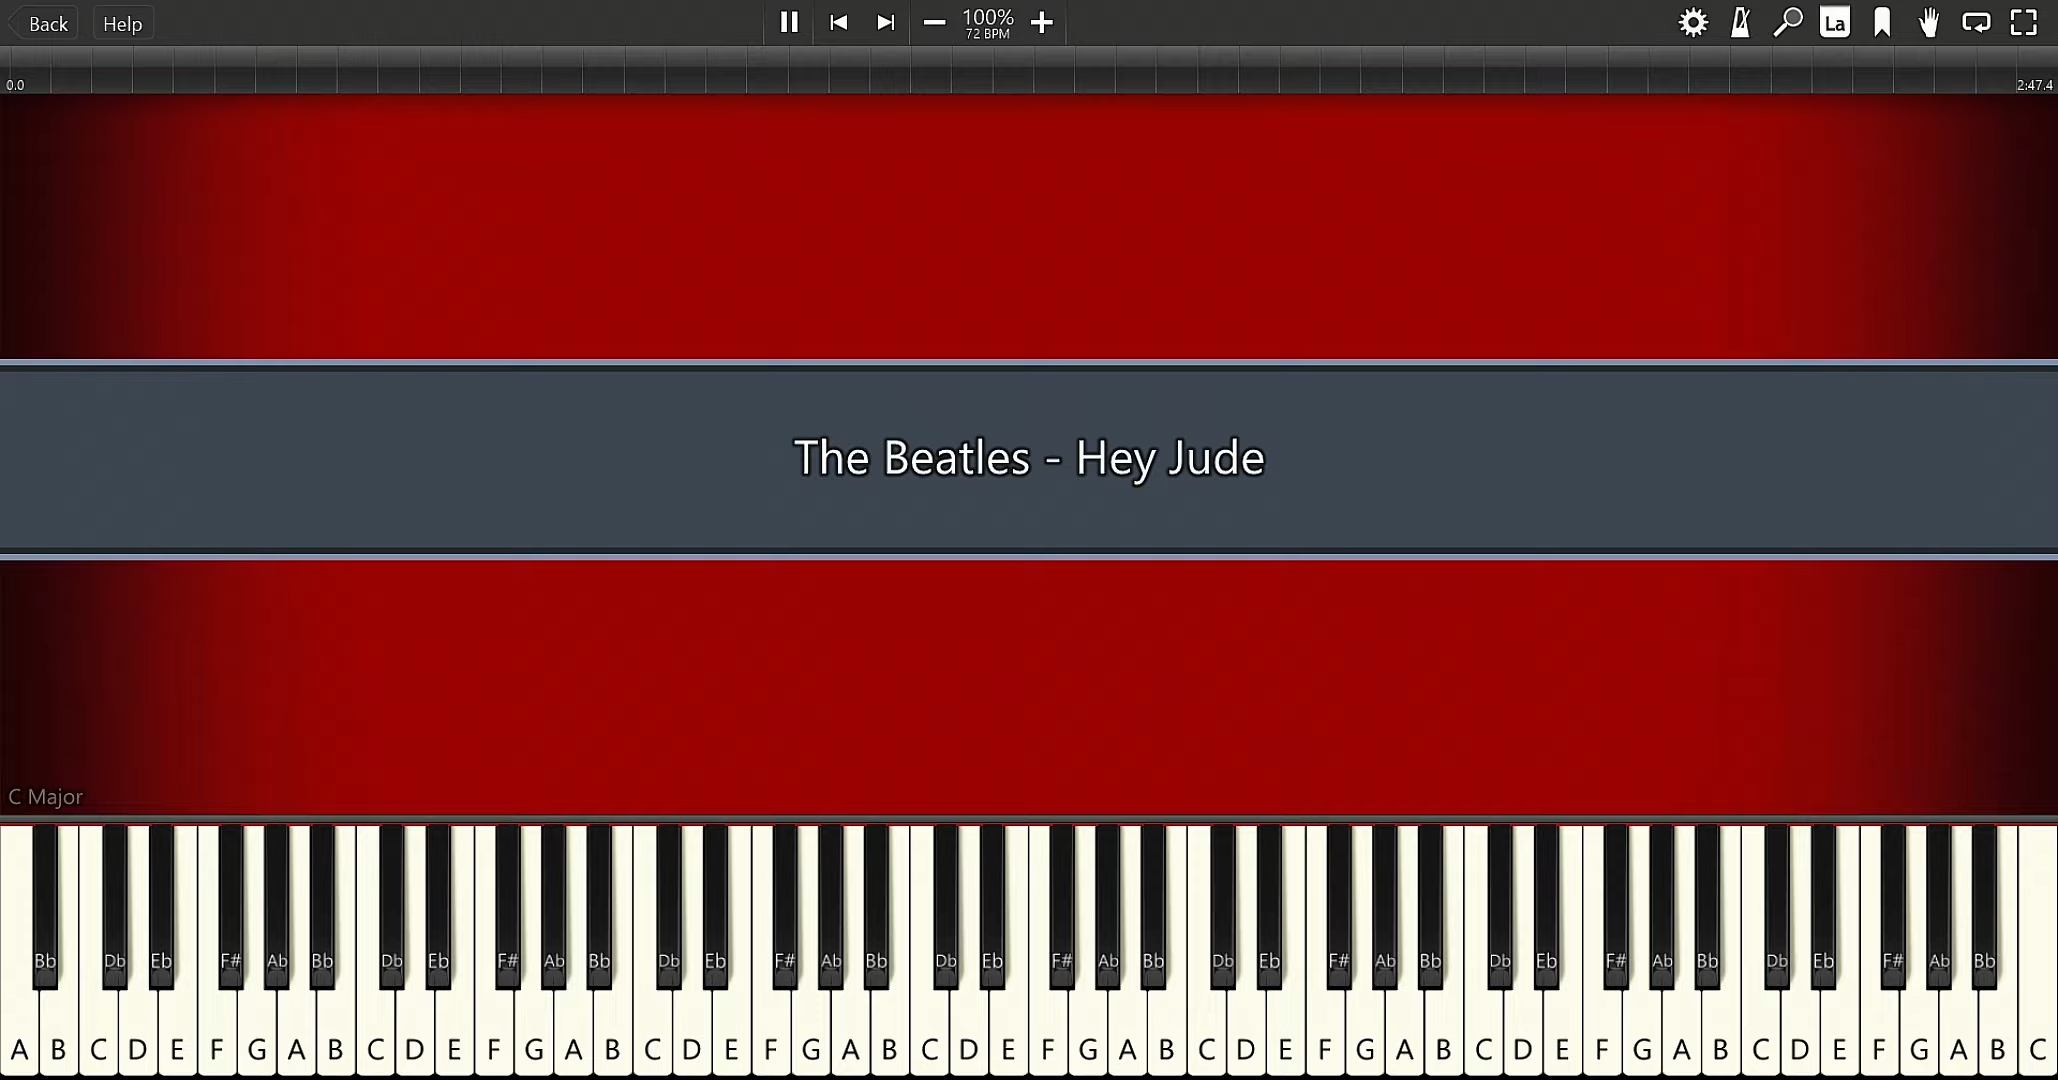 Back Help 100% La
72 BPM
0.0 2:47.4
The Beatles - Hey Jude
C Major
Bb Db Eb F# Ab Bb Db Eb F# Ab Bb Db Eb F# Ab Bb Db Eb F# Ab Bb Db Eb F# Ab Bb Db Eb F# Ab Bb Db Eb F# Ab Bb
A B C D E F G A B C D E F G A B C D E F G A B C D E F G A B C D E F G A B C D E F G A B C D E F G A B C